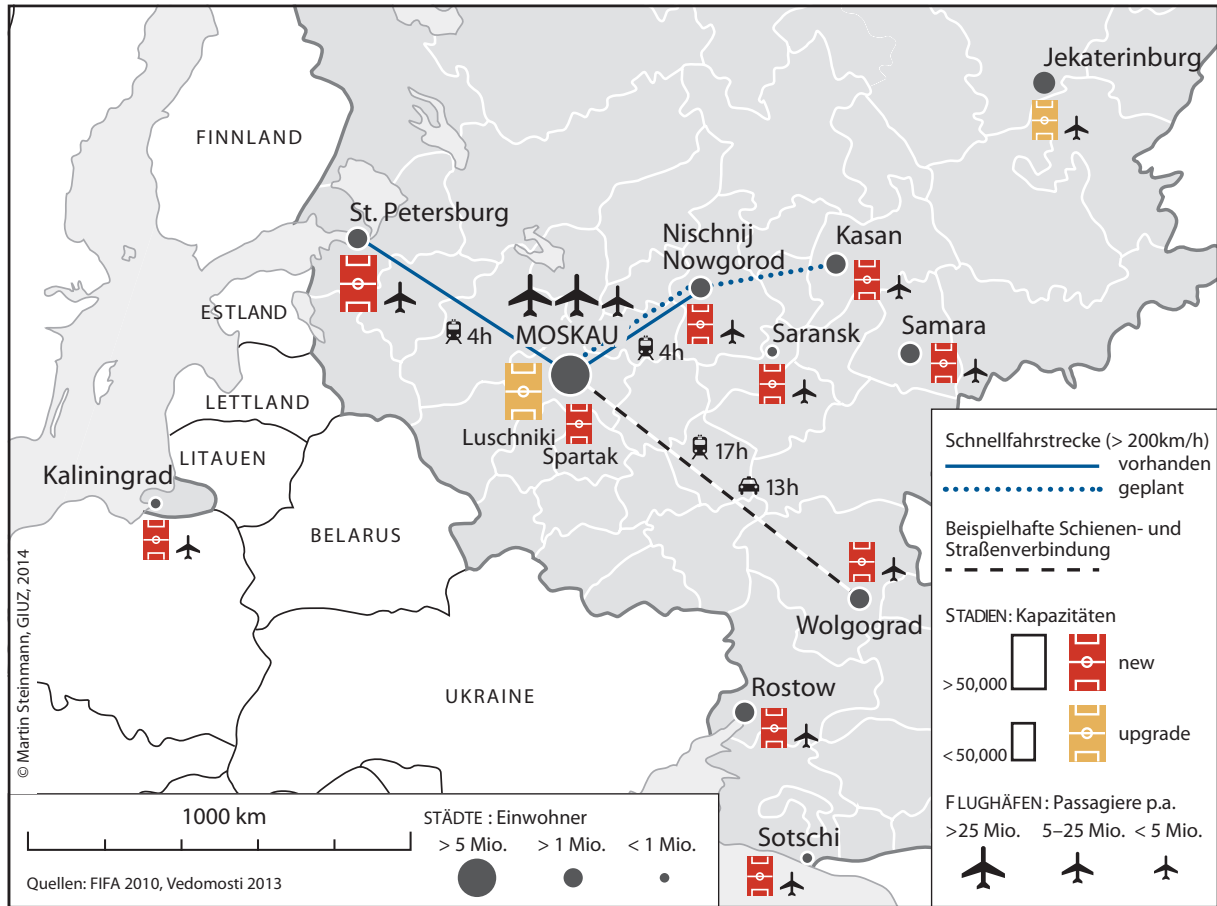 Jekaterinburg
FINNLAND
St. Petersburg
Nischnij
Nowgorod
Kasan
ESTLAND
4h
MOSKAU
4h
Saransk
Samara
LETTLAND
Luschniki
Spartak
LITAUEN
Kaliningrad
17h
13h
BELARUS
Wolgograd
UKRAINE
Rostow
Sotschi
© Martin Steinmann, GIUZ, 2014
Schnellfahrstrecke (> 200km/h)
vorhanden
geplant
Beispielhafte Schienen- und
Straßenverbindung
STADIEN: Kapazitäten
>50,000
new
<50,000
upgrade
FLUGHÄFEN: Passagiere p.a.
>25 Mio. 5–25 Mio. < 5 Mio.
1000 km
Quellen: FIFA 2010, Vedomosti 2013
STÄDTE : Einwohner
> 5 Mio. > 1 Mio. < 1 Mio.